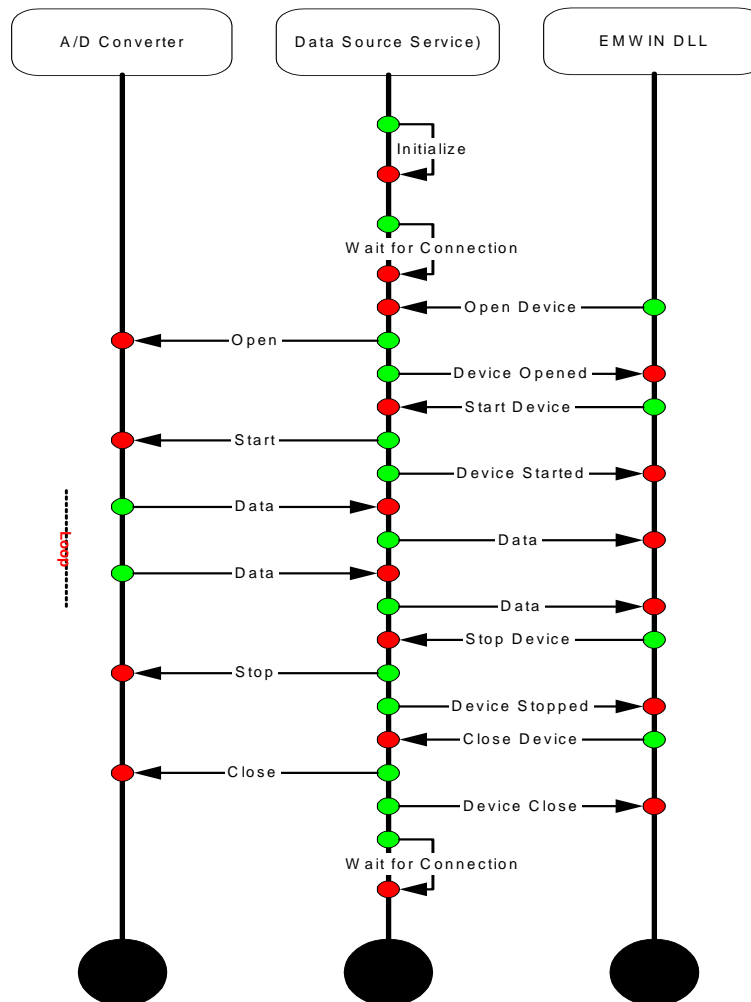 A/D Converter
Data Source Service)
EMWIN DLL
Initialize
Wait for Connection
Open Device
Open
Device Opened
Start Device
Start
Device Started
Data
Data
Loop
Data
Data
Stop Device
Stop
Device Stopped
Close Device
Close
Device Close
Wait for Connection